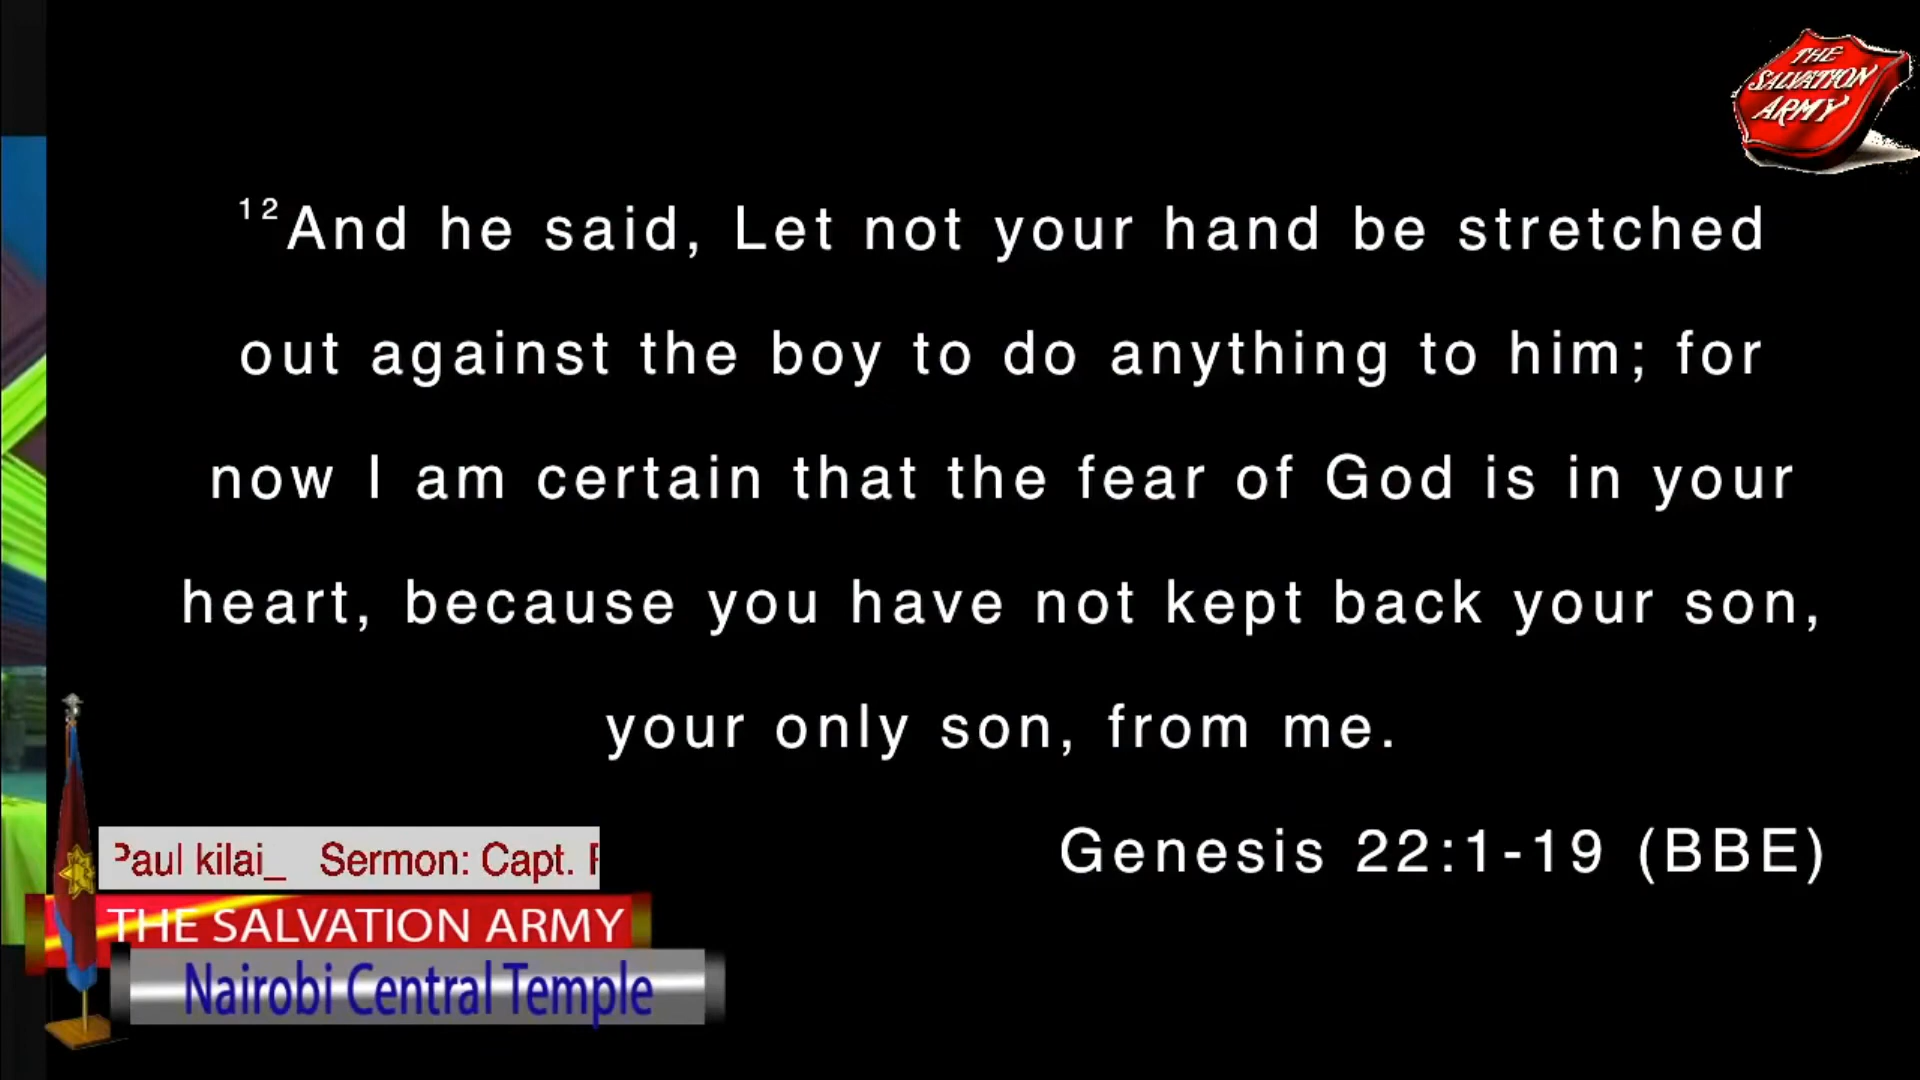 THE
SALVATION
ARMY
12And he said, Let not your hand be stretched
out against the boy to do anything to him; for
now I am certain that the fear of God is in your
heart, because you have not kept back your son,
your only son, from me.
Genesis 22:1-19 (BBE)
Paul kilai_ Sermon: Capt.
THE SALVATION ARMY
Nairobi Central Temple